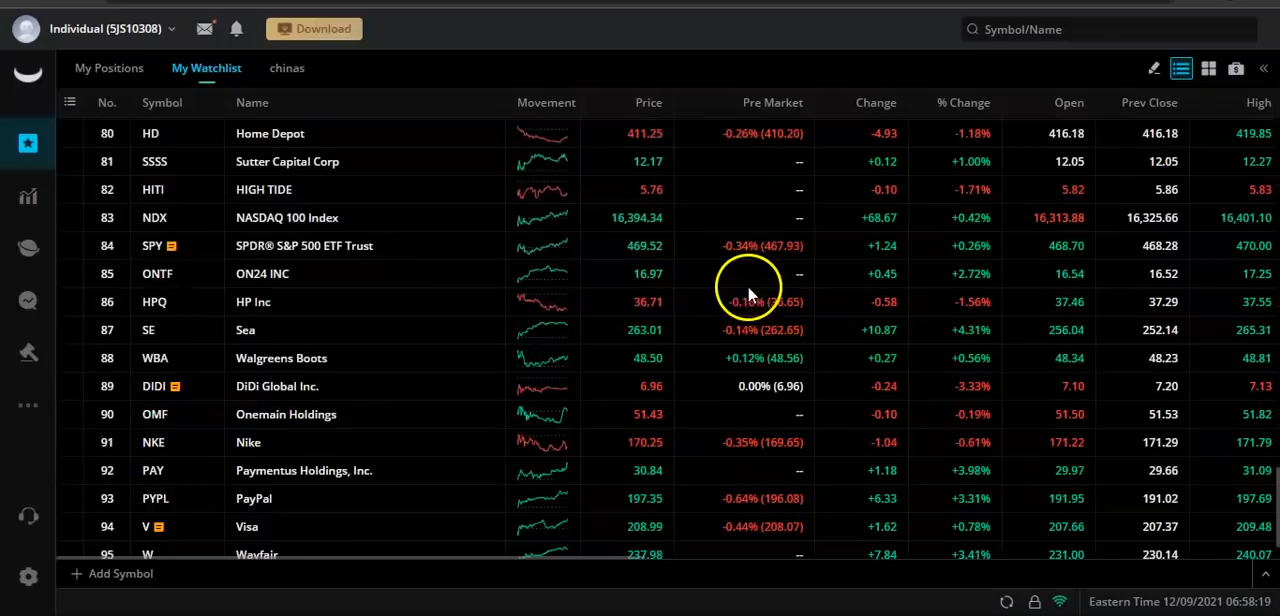 Individual (5JS10308) Download Symbol/Name
My Positions My Watchlist chinas
No. Symbol Name Movement Price Pre Market Change % Change Open Prev Close High
80 HD Home Depot 411.25 -0.26% (410.20) -4.93 -1.18% 416.18 416.18 419.85
81 SSSS Sutter Capital Corp 12.17 -- +0.12 +1.00% 12.05 12.05 12.27
82 HITI HIGH TIDE 5.76 -- -0.10 -1.71% 5.82 5.86 5.83
83 NDX NASDAQ 100 Index 16,394.34 -- +68.67 +0.42% 16,313.88 16,325.66 16,401.10
84 SPY SPDR® S&P 500 ETF Trust 469.52 -0.34% (467.93) +1.24 +0.26% 468.70 468.28 470.00
85 ONTF ON24 INC 16.97 -- +0.45 +2.72% 16.54 16.52 17.25
86 HPQ HP Inc 36.71 -0.58 -1.56% 37.46 37.29 37.55
87 SE Sea 263.01 -0.14% (262.65) +10.87 +4.31% 256.04 252.14 265.31
88 WBA Walgreens Boots 48.50 +0.12% (48.56) +0.27 +0.56% 48.34 48.23 48.81
89 DIDI DiDi Global Inc. 6.96 0.00% (6.96) -0.24 -3.33% 7.10 7.20 7.13
90 OMF Onemain Holdings 51.43 -- -0.10 -0.19% 51.50 51.53 51.82
91 NKE Nike 170.25 -0.35% (169.65) -1.04 -0.61% 171.22 171.29 171.79
92 PAY Paymentus Holdings, Inc. 30.84 -- +1.18 +3.98% 29.97 29.66 31.09
93 PYPL PayPal 197.35 -0.64% (196.08) +6.33 +3.31% 191.95 191.02 197.69
94 V Visa 208.99 -0.44% (208.07) +1.62 +0.78% 207.66 207.37 209.48
95 W Wayfair 237.98 -- +7.84 +3.41% 231.00 230.14 240.07
+ Add Symbol
Eastern Time 12/09/2021 06:58:19